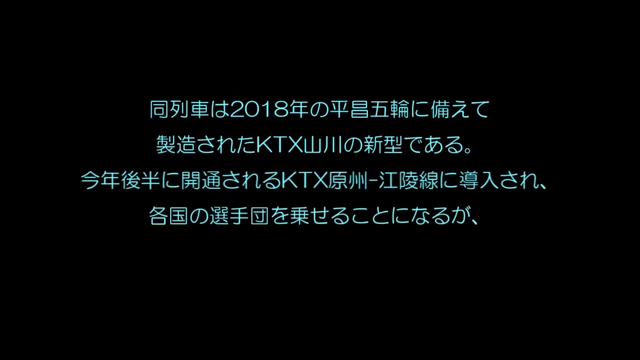 同列車は2018年の平昌五輪に備えて
製造されたKTX山川の新型である。
今年後半に開通されるKTX原州-江陵線に導入され、
各国の選手団を乗せることになるが、